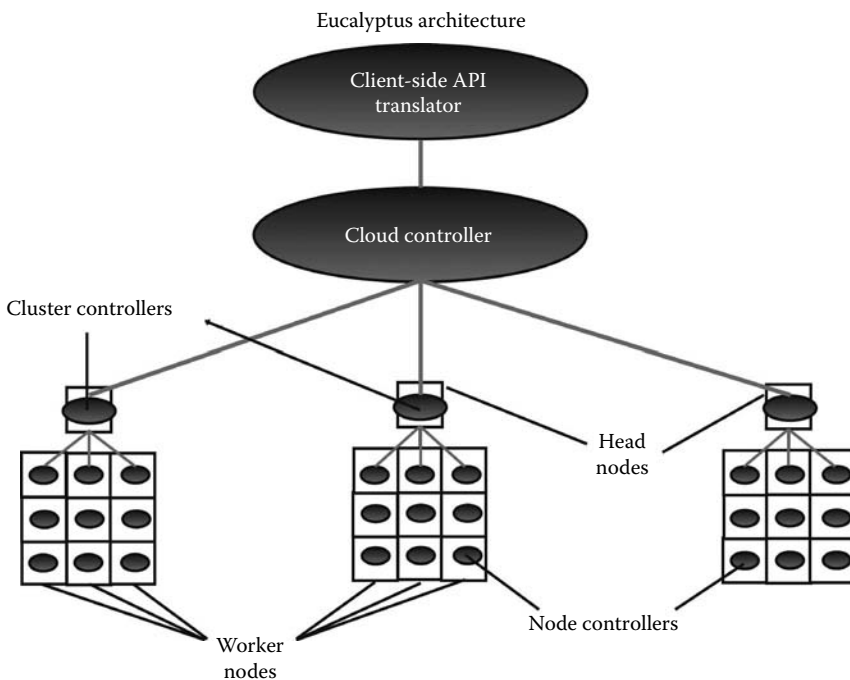 Eucalyptus architecture
Client-side API
translator
Cloud controller
Cluster controllers
Head
nodes
Node controllers
Worker
nodes